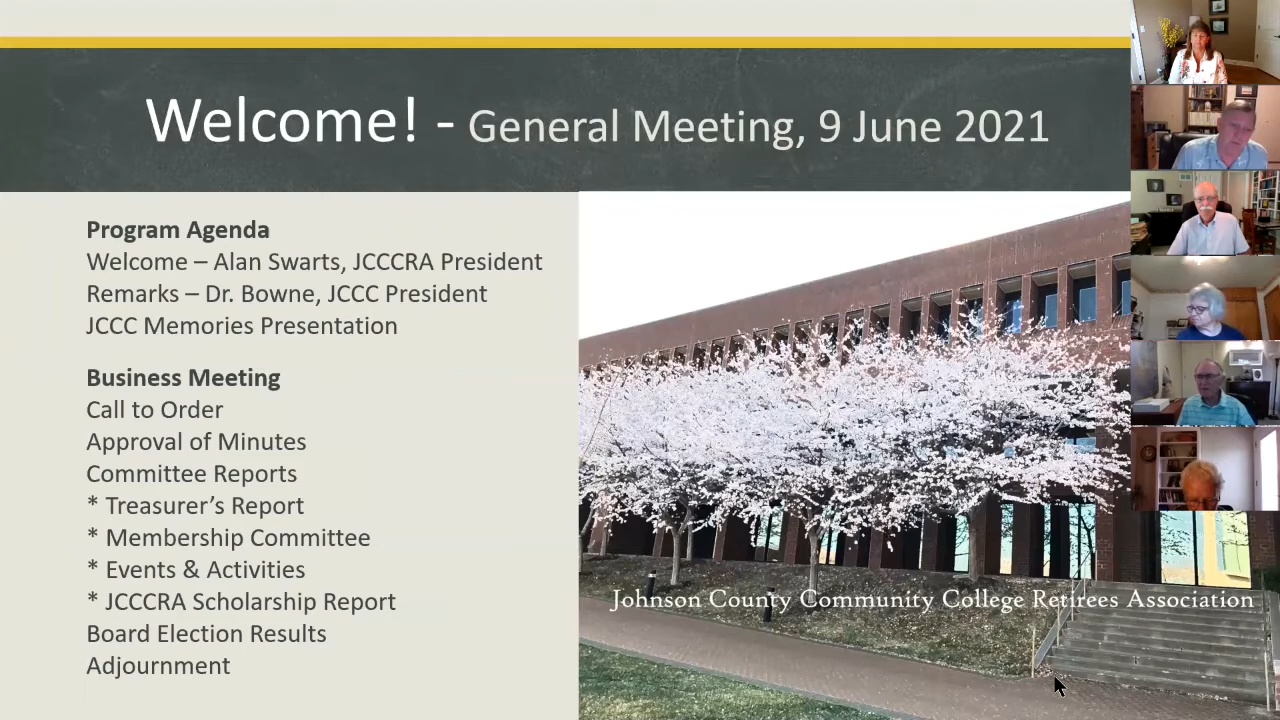 Welcome! - General Meeting, 9 June 2021
Program Agenda
Welcome – Alan Swarts, JCCCRA President
Remarks – Dr. Bowne, JCCC President
JCCC Memories Presentation
Business Meeting
Call to Order
Approval of Minutes
Committee Reports
* Treasurer’s Report
* Membership Committee
* Events & Activities
* JCCCRA Scholarship Report
Board Election Results
Adjournment
Johnson County Community College Retirees Association